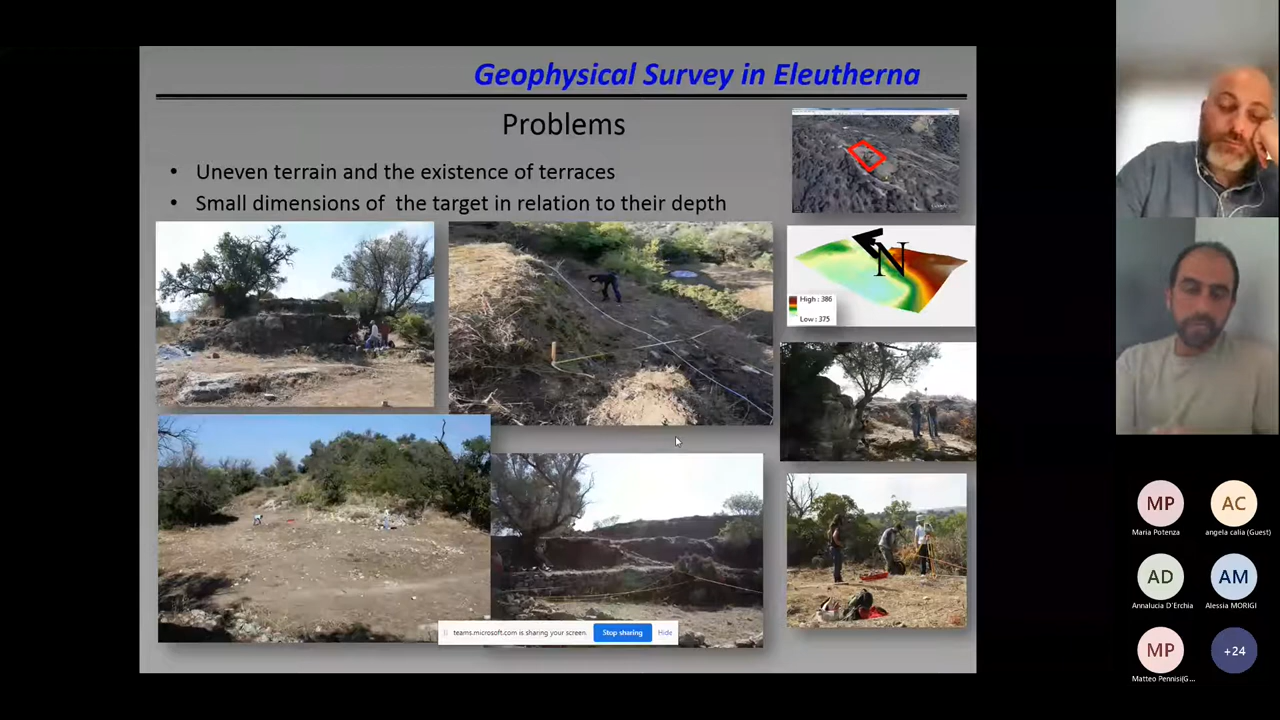 Geophysical Survey in Eleutherna
Problems
• Uneven terrain and the existence of terraces
• Small dimensions of the target in relation to their depth
N
High : 386
Low : 375
teams.microsoft.com is sharing your screen.
Stop sharing
Hide
MP
Maria Potenza
AC
angela calia (Guest)
AD
Annalucia D'Erchia
AM
Alessia MORIGI
MP
Matteo Pennisi(G...
+24